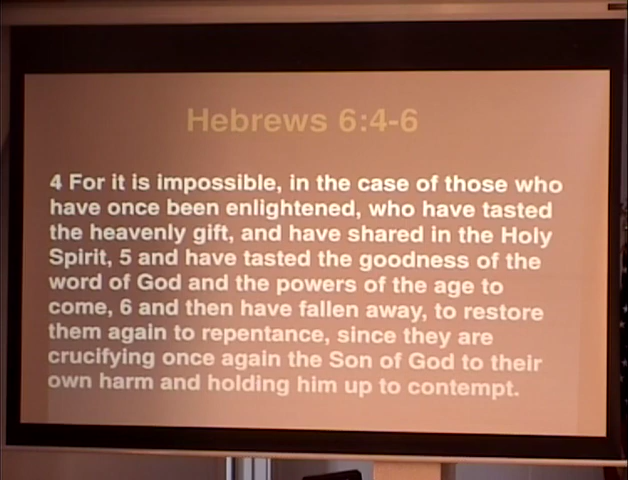 Hebrews 6:4-6
4 For it is impossible, in the case of those who
have once been enlightened, who have tasted
the heavenly gift, and have shared in the Holy
Spirit, 5 and have tasted the goodness of the
word of God and the powers of the age to
come, 6 and then have fallen away, to restore
them again to repentance, since they are
crucifying once again the Son of God to their
own harm and holding him up to contempt.